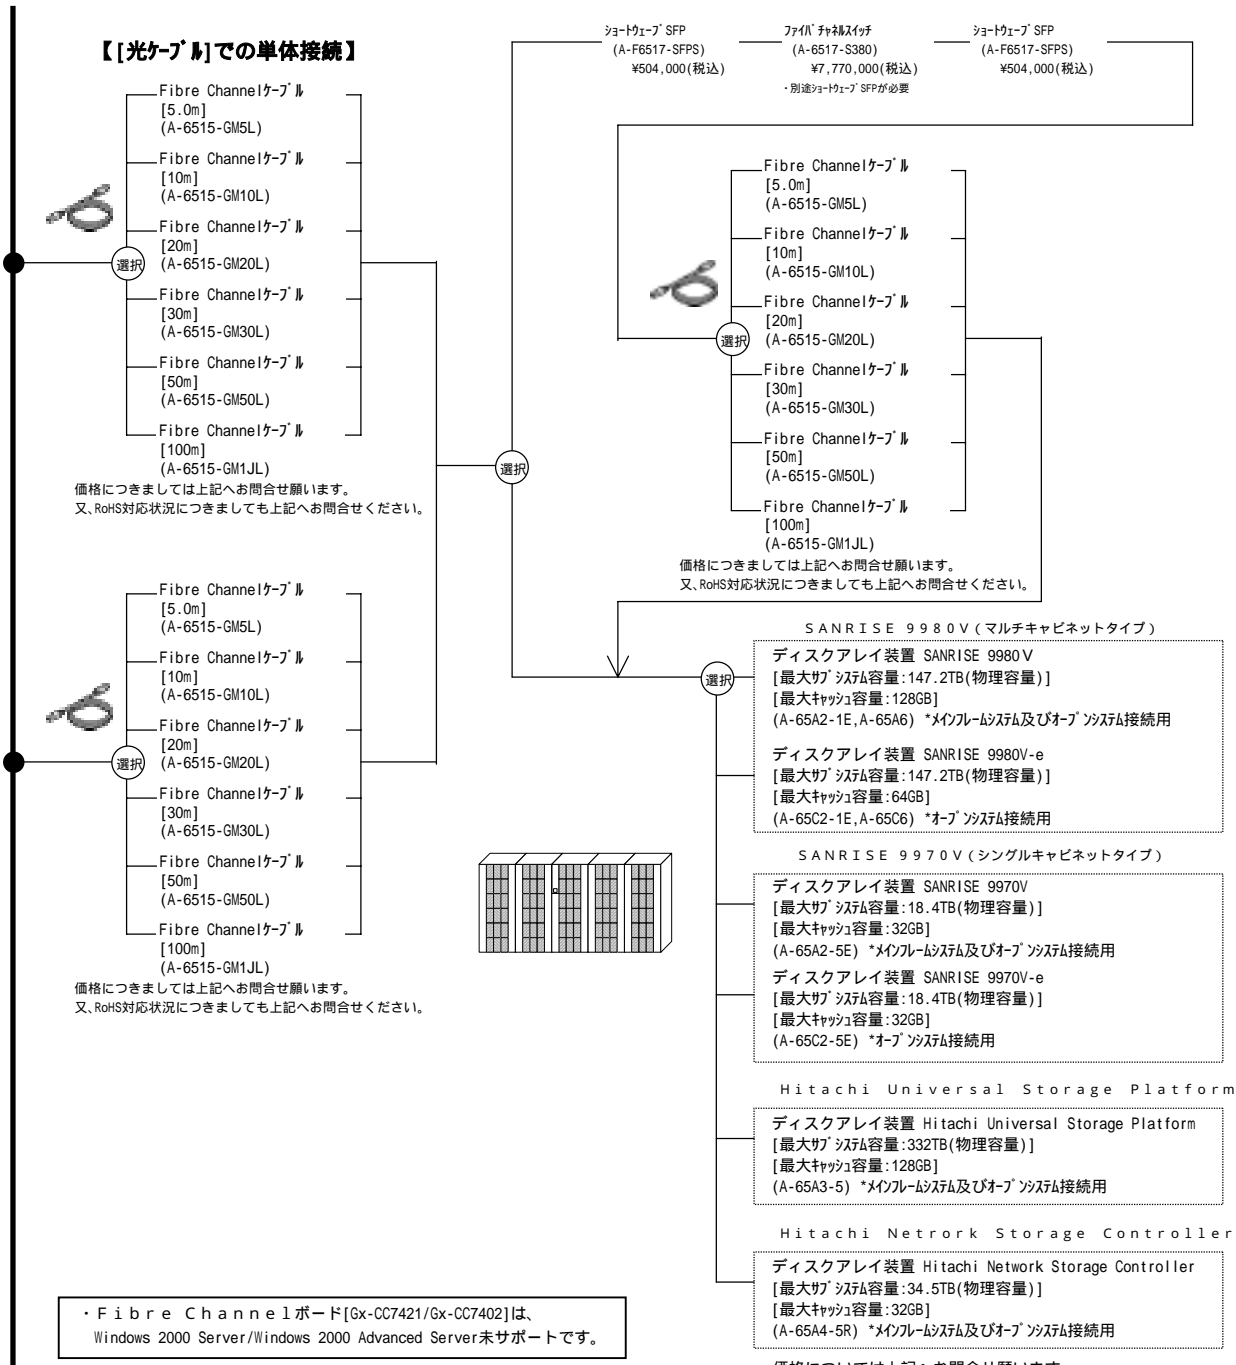 【[光ｹｰﾌﾞﾙ]での単体接続】
Fibre Channelｹｰﾌﾞﾙ
[5.0m]
(A-6515-GM5L)
Fibre Channelｹｰﾌﾞﾙ
[10m]
(A-6515-GM10L)
Fibre Channelｹｰﾌﾞﾙ
[20m]
(A-6515-GM20L)
選択
Fibre Channelｹｰﾌﾞﾙ
[30m]
(A-6515-GM30L)
Fibre Channelｹｰﾌﾞﾙ
[50m]
(A-6515-GM50L)
Fibre Channelｹｰﾌﾞﾙ
[100m]
(A-6515-GM1JL)
価格につきましては上記へお問合せ願います。
又、RoHS対応状況につきましても上記へお問合せください。
Fibre Channelｹｰﾌﾞﾙ
[5.0m]
(A-6515-GM5L)
Fibre Channelｹｰﾌﾞﾙ
[10m]
(A-6515-GM10L)
Fibre Channelｹｰﾌﾞﾙ
[20m]
(A-6515-GM20L)
選択
Fibre Channelｹｰﾌﾞﾙ
[30m]
(A-6515-GM30L)
Fibre Channelｹｰﾌﾞﾙ
[50m]
(A-6515-GM50L)
Fibre Channelｹｰﾌﾞﾙ
[100m]
(A-6515-GM1JL)
価格につきましては上記へお問合せ願います。
又、RoHS対応状況につきましても上記へお問合せください。
選択
ｼｮｰﾄｳｪｰﾌﾞSFP
(A-F6517-SFPS)
¥504,000(税込)
ﾌｧｲﾊﾞﾁｬﾈﾙｽｲｯﾁ
(A-6517-S380)
¥7,770,000(税込)
・別途ｼｮｰﾄｳｪｰﾌﾞSFPが必要
ｼｮｰﾄｳｪｰﾌﾞSFP
(A-F6517-SFPS)
¥504,000(税込)
Fibre Channelｹｰﾌﾞﾙ
[5.0m]
(A-6515-GM5L)
Fibre Channelｹｰﾌﾞﾙ
[10m]
(A-6515-GM10L)
Fibre Channelｹｰﾌﾞﾙ
[20m]
(A-6515-GM20L)
選択
Fibre Channelｹｰﾌﾞﾙ
[30m]
(A-6515-GM30L)
Fibre Channelｹｰﾌﾞﾙ
[50m]
(A-6515-GM50L)
Fibre Channelｹｰﾌﾞﾙ
[100m]
(A-6515-GM1JL)
価格につきましては上記へお問合せ願います。
又、RoHS対応状況につきましても上記へお問合せください。
選択
ＳＡＮＲＩＳＥ ９９８０Ｖ（マルチキャビネットタイプ）
ディスクアレイ装置 SANRISE 9980Ｖ
[最大ｻﾌﾞｼｽﾃﾑ容量:147.2TB(物理容量)]
[最大ｷｬｯｼｭ容量:128GB]
(A-65A2-1E,A-65A6) *ﾒｲﾝﾌﾚｰﾑｼｽﾃﾑ及びｵｰﾌﾟﾝｼｽﾃﾑ接続用
ディスクアレイ装置 SANRISE 9980V-e
[最大ｻﾌﾞｼｽﾃﾑ容量:147.2TB(物理容量)]
[最大ｷｬｯｼｭ容量:64GB]
(A-65C2-1E,A-65C6) *ｵｰﾌﾟﾝｼｽﾃﾑ接続用
ＳＡＮＲＩＳＥ ９９７０Ｖ（シングルキャビネットタイプ）
ディスクアレイ装置 SANRISE 9970V
[最大ｻﾌﾞｼｽﾃﾑ容量:18.4TB(物理容量)]
[最大ｷｬｯｼｭ容量:32GB]
(A-65A2-5E) *ﾒｲﾝﾌﾚｰﾑｼｽﾃﾑ及びｵｰﾌﾟﾝｼｽﾃﾑ接続用
ディスクアレイ装置 SANRISE 9970V-e
[最大ｻﾌﾞｼｽﾃﾑ容量:18.4TB(物理容量)]
[最大ｷｬｯｼｭ容量:32GB]
(A-65C2-5E) *ｵｰﾌﾟﾝｼｽﾃﾑ接続用
Ｈｉｔａｃｈｉ Ｕｎｉｖｅｒｓａｌ Ｓｔｏｒａｇｅ Ｐｌａｔｆｏｒｍ
ディスクアレイ装置 Hitachi Universal Storage Platform
[最大ｻﾌﾞｼｽﾃﾑ容量:332TB(物理容量)]
[最大ｷｬｯｼｭ容量:128GB]
(A-65A3-5) *ﾒｲﾝﾌﾚｰﾑｼｽﾃﾑ及びｵｰﾌﾟﾝｼｽﾃﾑ接続用
Ｈｉｔａｃｈｉ Ｎｅｔｒｏｒｋ Ｓｔｏｒａｇｅ Ｃｏｎｔｒｏｌｌｅｒ
ディスクアレイ装置 Hitachi Network Storage Controller
[最大ｻﾌﾞｼｽﾃﾑ容量:34.5TB(物理容量)]
[最大ｷｬｯｼｭ容量:32GB]
(A-65A4-5R) *ﾒｲﾝﾌﾚｰﾑｼｽﾃﾑ及びｵｰﾌﾟﾝｼｽﾃﾑ接続用
・Ｆｉｂｒｅ Ｃｈａｎｎｅｌボード[Gx-CC7421/Gx-CC7402]は、
Windows 2000 Server/Windows 2000 Advanced Server未サポートです。